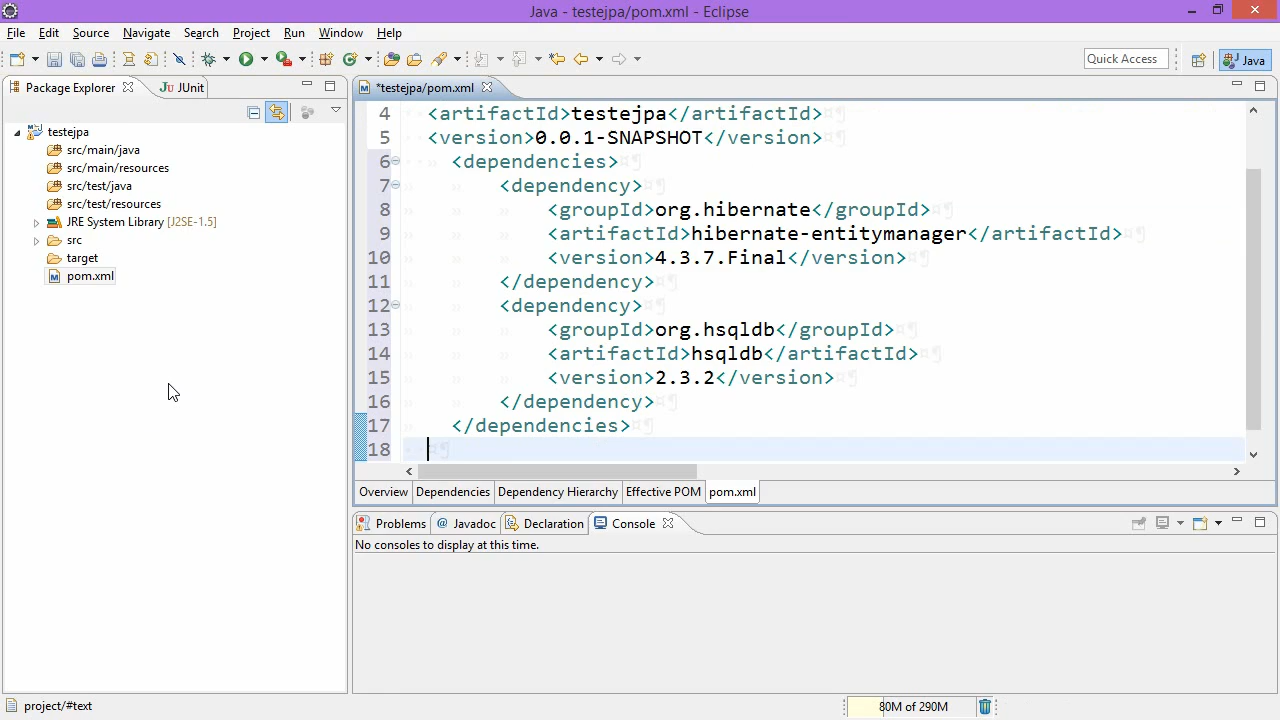 Java - testejpa/pom.xml - Eclipse
File Edit Source Navigate Search Project Run Window Help
Quick Access
Java
Package Explorer
JUnit
*testejpa/pom.xml
testejpa
src/main/java
src/main/resources
src/test/java
src/test/resources
JRE System Library [J2SE-1.5]
src
target
pom.xml
4 <artifactId>testejpa</artifactId>¤¶
5 <version>0.0.1-SNAPSHOT</version>¤¶
6 » <dependencies>¤¶
7 » » <dependency>¤¶
8 » » » <groupId>org.hibernate</groupId>¤¶
9 » » » <artifactId>hibernate-entitymanager</artifactId>¤¶
10 » » » <version>4.3.7.Final</version>¤¶
11 » » </dependency>¤¶
12 » » <dependency>¤¶
13 » » » <groupId>org.hsqldb</groupId>¤¶
14 » » » <artifactId>hsqldb</artifactId>¤¶
15 » » » <version>2.3.2</version>¤¶
16 » » </dependency>¤¶
17 » </dependencies>¤¶
18 ¤¶
Overview Dependencies Dependency Hierarchy Effective POM pom.xml
Problems @ Javadoc Declaration Console
No consoles to display at this time.
project/#text
80M of 290M